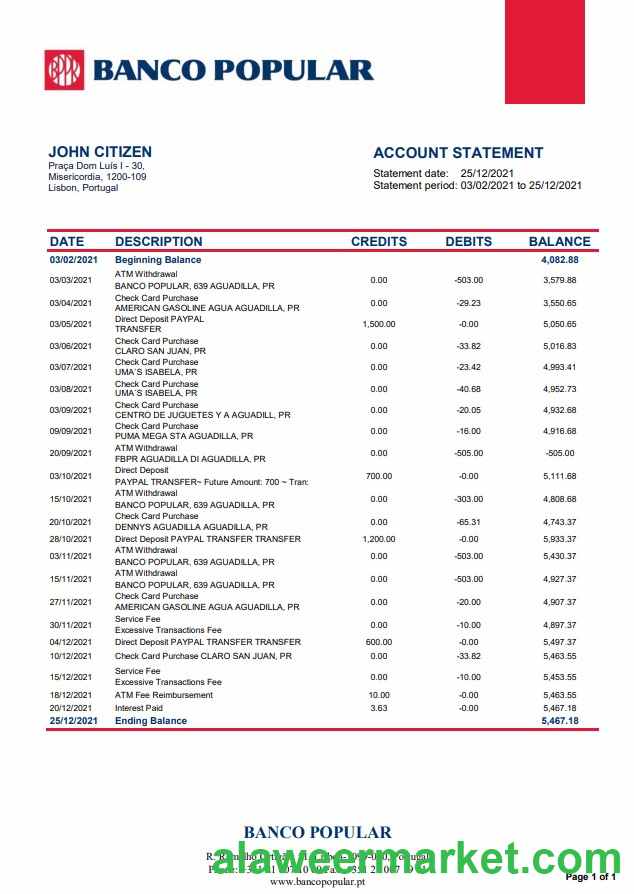 BANCO POPULAR
JOHN CITIZEN
Praça Dom Luís I - 30,
Misericordia, 1200-109
Lisbon, Portugal
ACCOUNT STATEMENT
Statement date: 25/12/2021
Statement period: 03/02/2021 to 25/12/2021
DATE DESCRIPTION CREDITS DEBITS BALANCE
03/02/2021 Beginning Balance 4,082.88
ATM Withdrawal
03/03/2021 BANCO POPULAR, 639 AGUADILLA, PR 0.00 -503.00 3,579.88
Check Card Purchase
03/04/2021 AMERICAN GASOLINE AGUA AGUADILLA, PR 0.00 -29.23 3,550.65
Direct Deposit PAYPAL
03/05/2021 TRANSFER 1,500.00 -0.00 5,050.65
Check Card Purchase
03/06/2021 CLARO SAN JUAN, PR 0.00 -33.82 5,016.83
Check Card Purchase
03/07/2021 UMA´S ISABELA, PR 0.00 -23.42 4,993.41
Check Card Purchase
03/08/2021 UMA´S ISABELA, PR 0.00 -40.68 4,952.73
Check Card Purchase
03/09/2021 CENTRO DE JUGUETES Y A AGUADILL, PR 0.00 -20.05 4,932.68
Check Card Purchase
09/09/2021 PUMA MEGA STA AGUADILLA, PR 0.00 -16.00 4,916.68
ATM Withdrawal
20/09/2021 FBPR AGUADILLA DI AGUADILLA, PR 0.00 -505.00 -505.00
Direct Deposit
03/10/2021 PAYPAL TRANSFER~ Future Amount: 700 ~ Tran: 700.00 -0.00 5,111.68
ATM Withdrawal
15/10/2021 BANCO POPULAR, 639 AGUADILLA, PR 0.00 -303.00 4,808.68
Check Card Purchase
20/10/2021 DENNYS AGUADILLA AGUADILLA, PR 0.00 -65.31 4,743.37
28/10/2021 Direct Deposit PAYPAL TRANSFER TRANSFER 1,200.00 -0.00 5,933.37
ATM Withdrawal
03/11/2021 BANCO POPULAR, 639 AGUADILLA, PR 0.00 -503.00 5,430.37
ATM Withdrawal
15/11/2021 BANCO POPULAR, 639 AGUADILLA, PR 0.00 -503.00 4,927.37
Check Card Purchase
27/11/2021 AMERICAN GASOLINE AGUA AGUADILLA, PR 0.00 -20.00 4,907.37
Service Fee
30/11/2021 Excessive Transactions Fee 0.00 -10.00 4,897.37
04/12/2021 Direct Deposit PAYPAL TRANSFER TRANSFER 600.00 -0.00 5,497.37
10/12/2021 Check Card Purchase CLARO SAN JUAN, PR 0.00 -33.82 5,463.55
Service Fee
15/12/2021 Excessive Transactions Fee 0.00 -10.00 5,453.55
18/12/2021 ATM Fee Reimbursement 10.00 -0.00 5,463.55
20/12/2021 Interest Paid 3.63 -0.00 5,467.18
25/12/2021 Ending Balance 5,467.18
BANCO POPULAR
alaweermarket.com
www.bancopopular.pt
Page 1 of 1